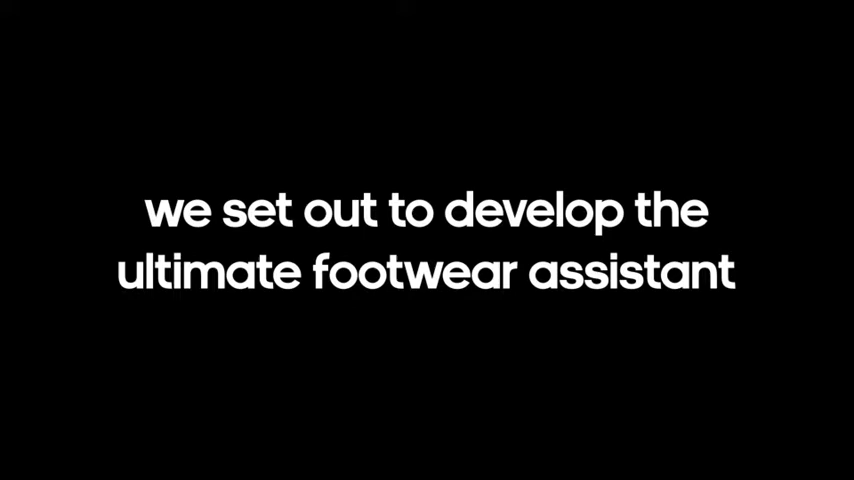 we set out to develop the
ultimate footwear assistant